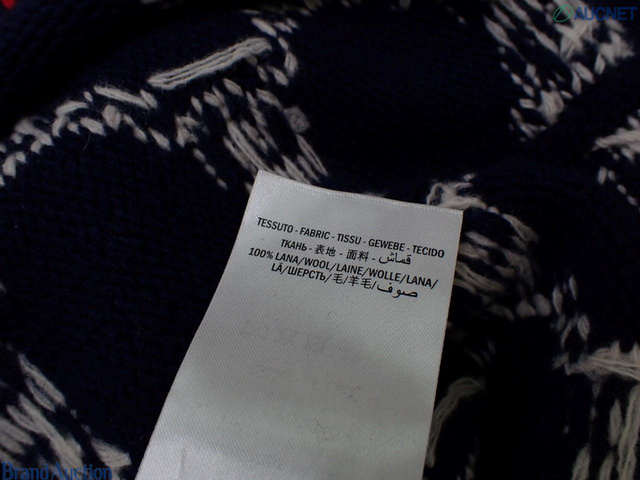 AUCNET
TESSUTO - FABRIC - TISSU - GEWEBE - TECIDO
ТКАНЬ - 表地 - 面料 - قماش
100% LANA/WOOL/LAINE/WOLLE/LANA/
LÃ/ШЕРСТЬ/毛/羊毛/صوف
Brand Auction